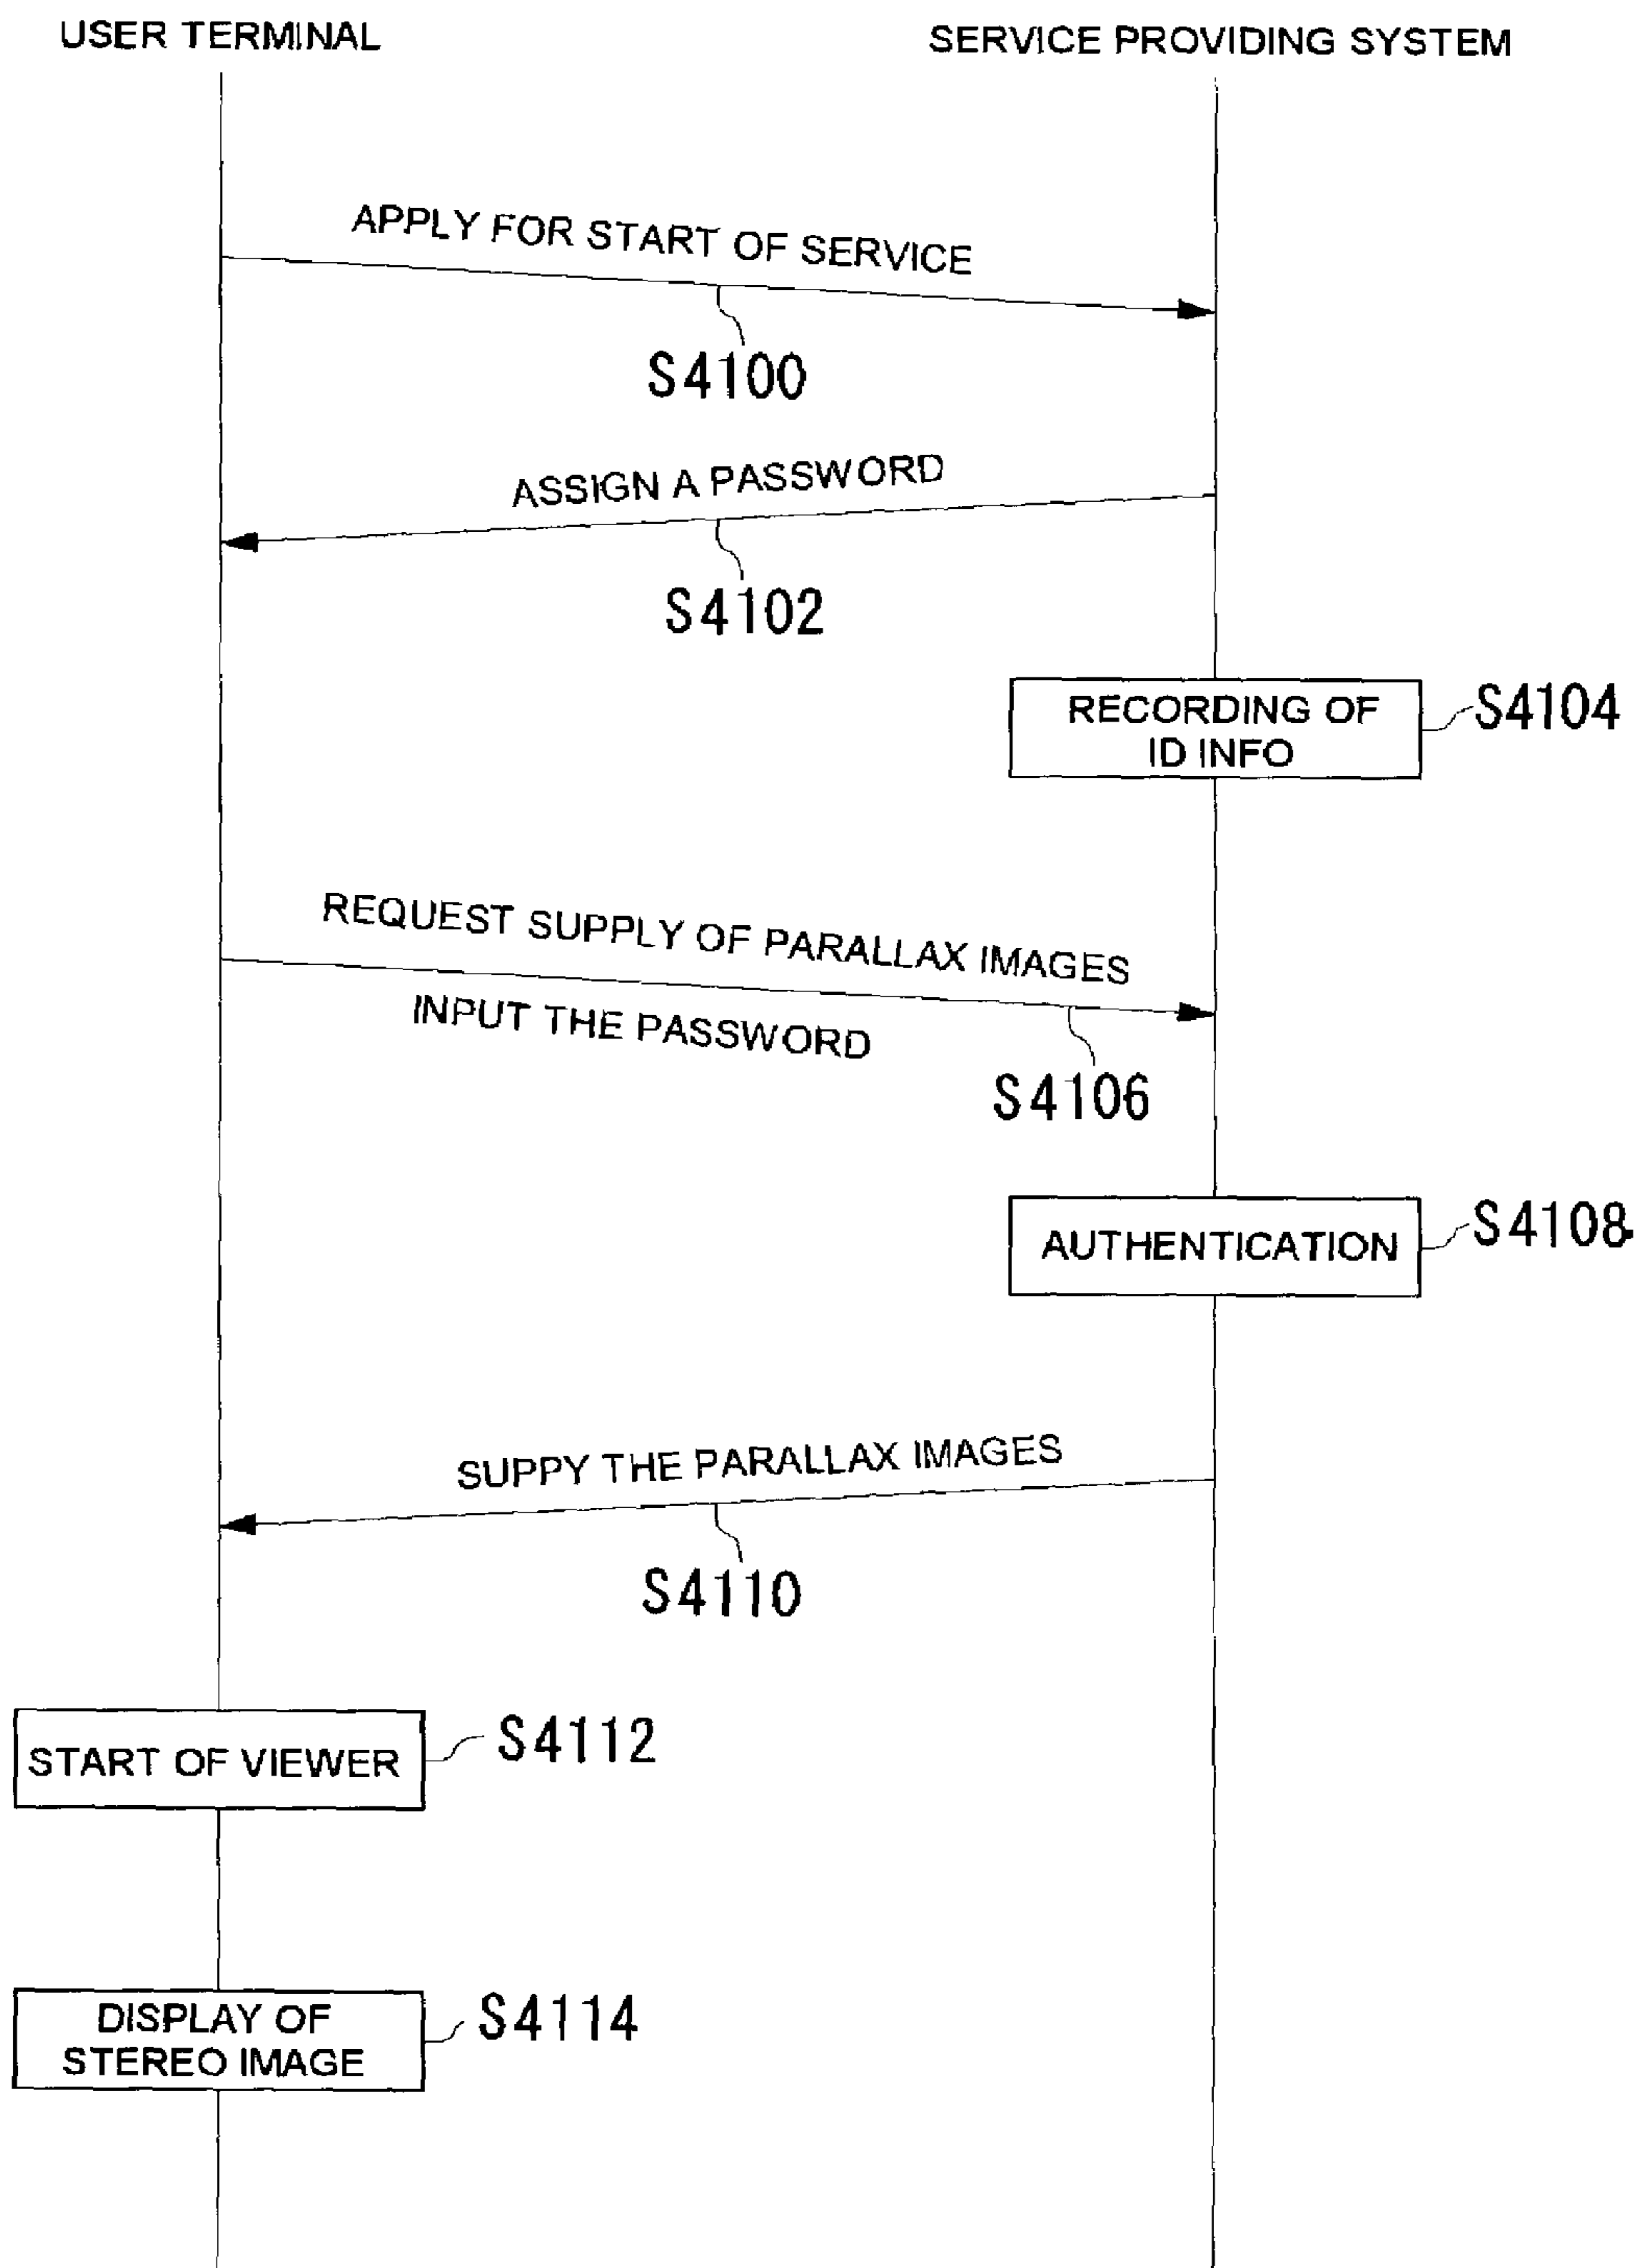 USER TERMINAL
SERVICE PROVIDING SYSTEM
APPLY FOR START OF SERVICE
S4100
ASSIGN A PASSWORD
S4102
RECORDING OF
ID INFO
S4104
REQUEST SUPPLY OF PARALLAX IMAGES
INPUT THE PASSWORD
S4106
AUTHENTICATION
S4108
SUPPY THE PARALLAX IMAGES
S4110
START OF VIEWER
S4112
DISPLAY OF
STEREO IMAGE
S4114